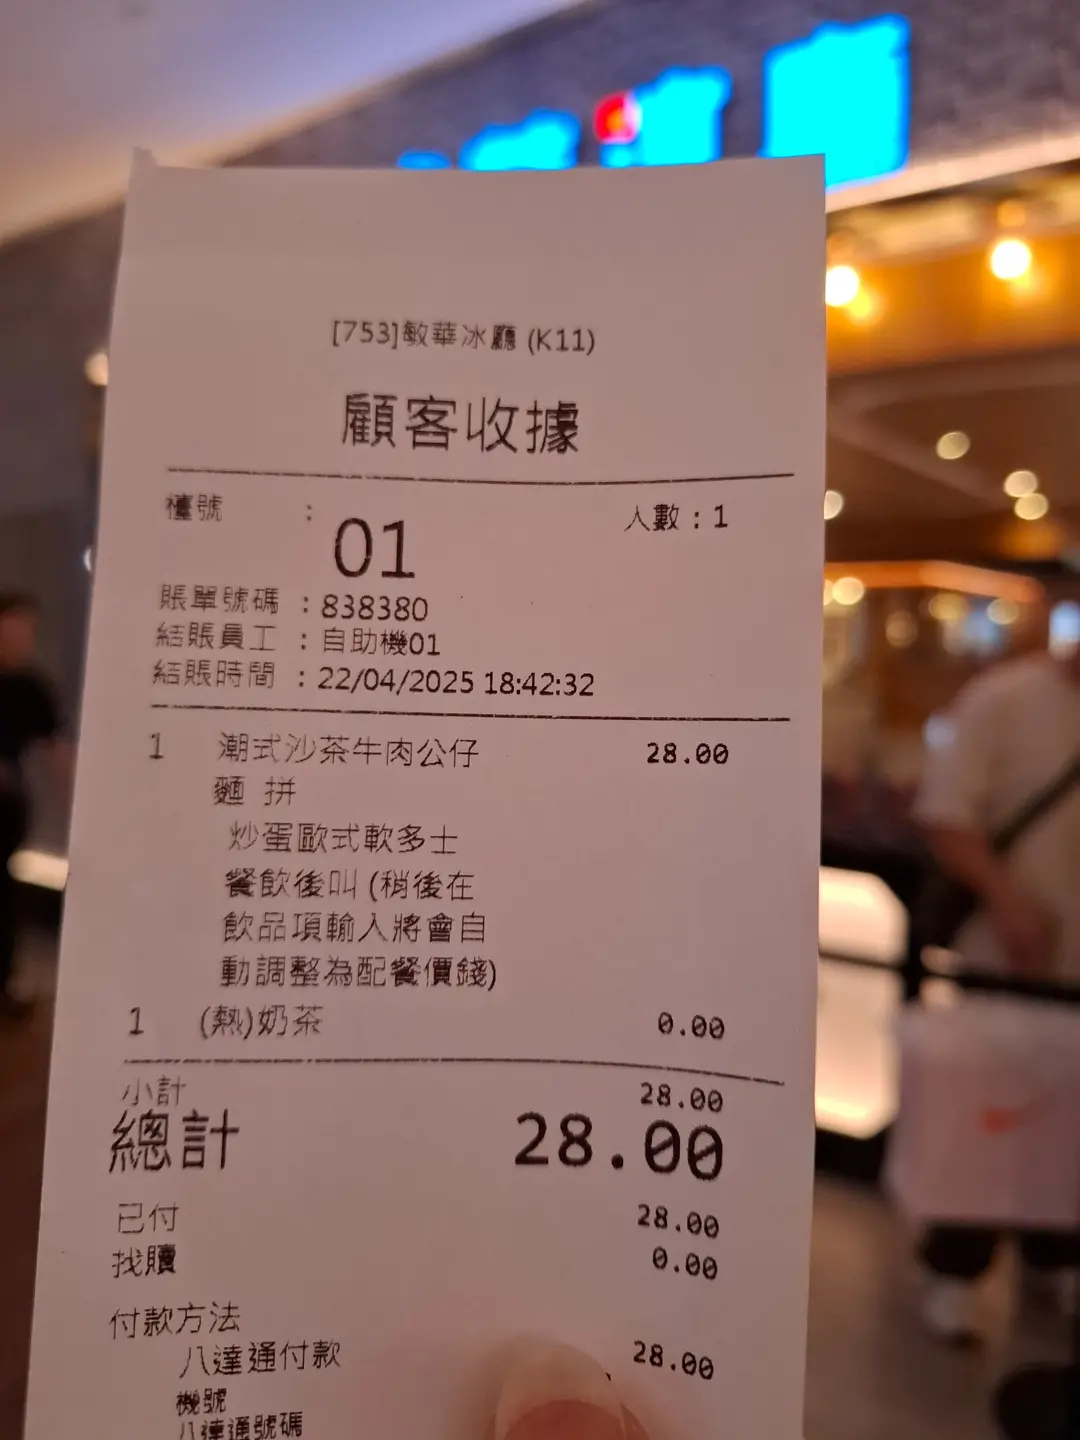 [753]敏華冰廳 (K11)
顧客收據
檯號 : 01 人數 : 1
賬單號碼 : 838380
結賬員工 : 自助機01
結賬時間 : 22/04/2025 18:42:32
1 潮式沙茶牛肉公仔 28.00
麵 拼
炒蛋歐式軟多士
餐飲後叫 (稍後在
飲品項輸入將會自
動調整為配餐價錢)
1 (熱)奶茶 0.00
小計 28.00
總計 28.00
已付 28.00
找贖 0.00
付款方法
八達通付款 28.00
機號
八達通號碼